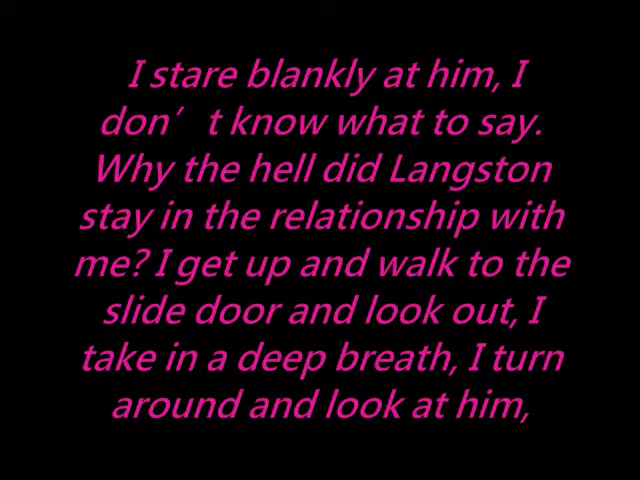 I stare blankly at him, I
don’ t know what to say.
Why the hell did Langston
stay in the relationship with
me? I get up and walk to the
slide door and look out, I
take in a deep breath, I turn
around and look at him,